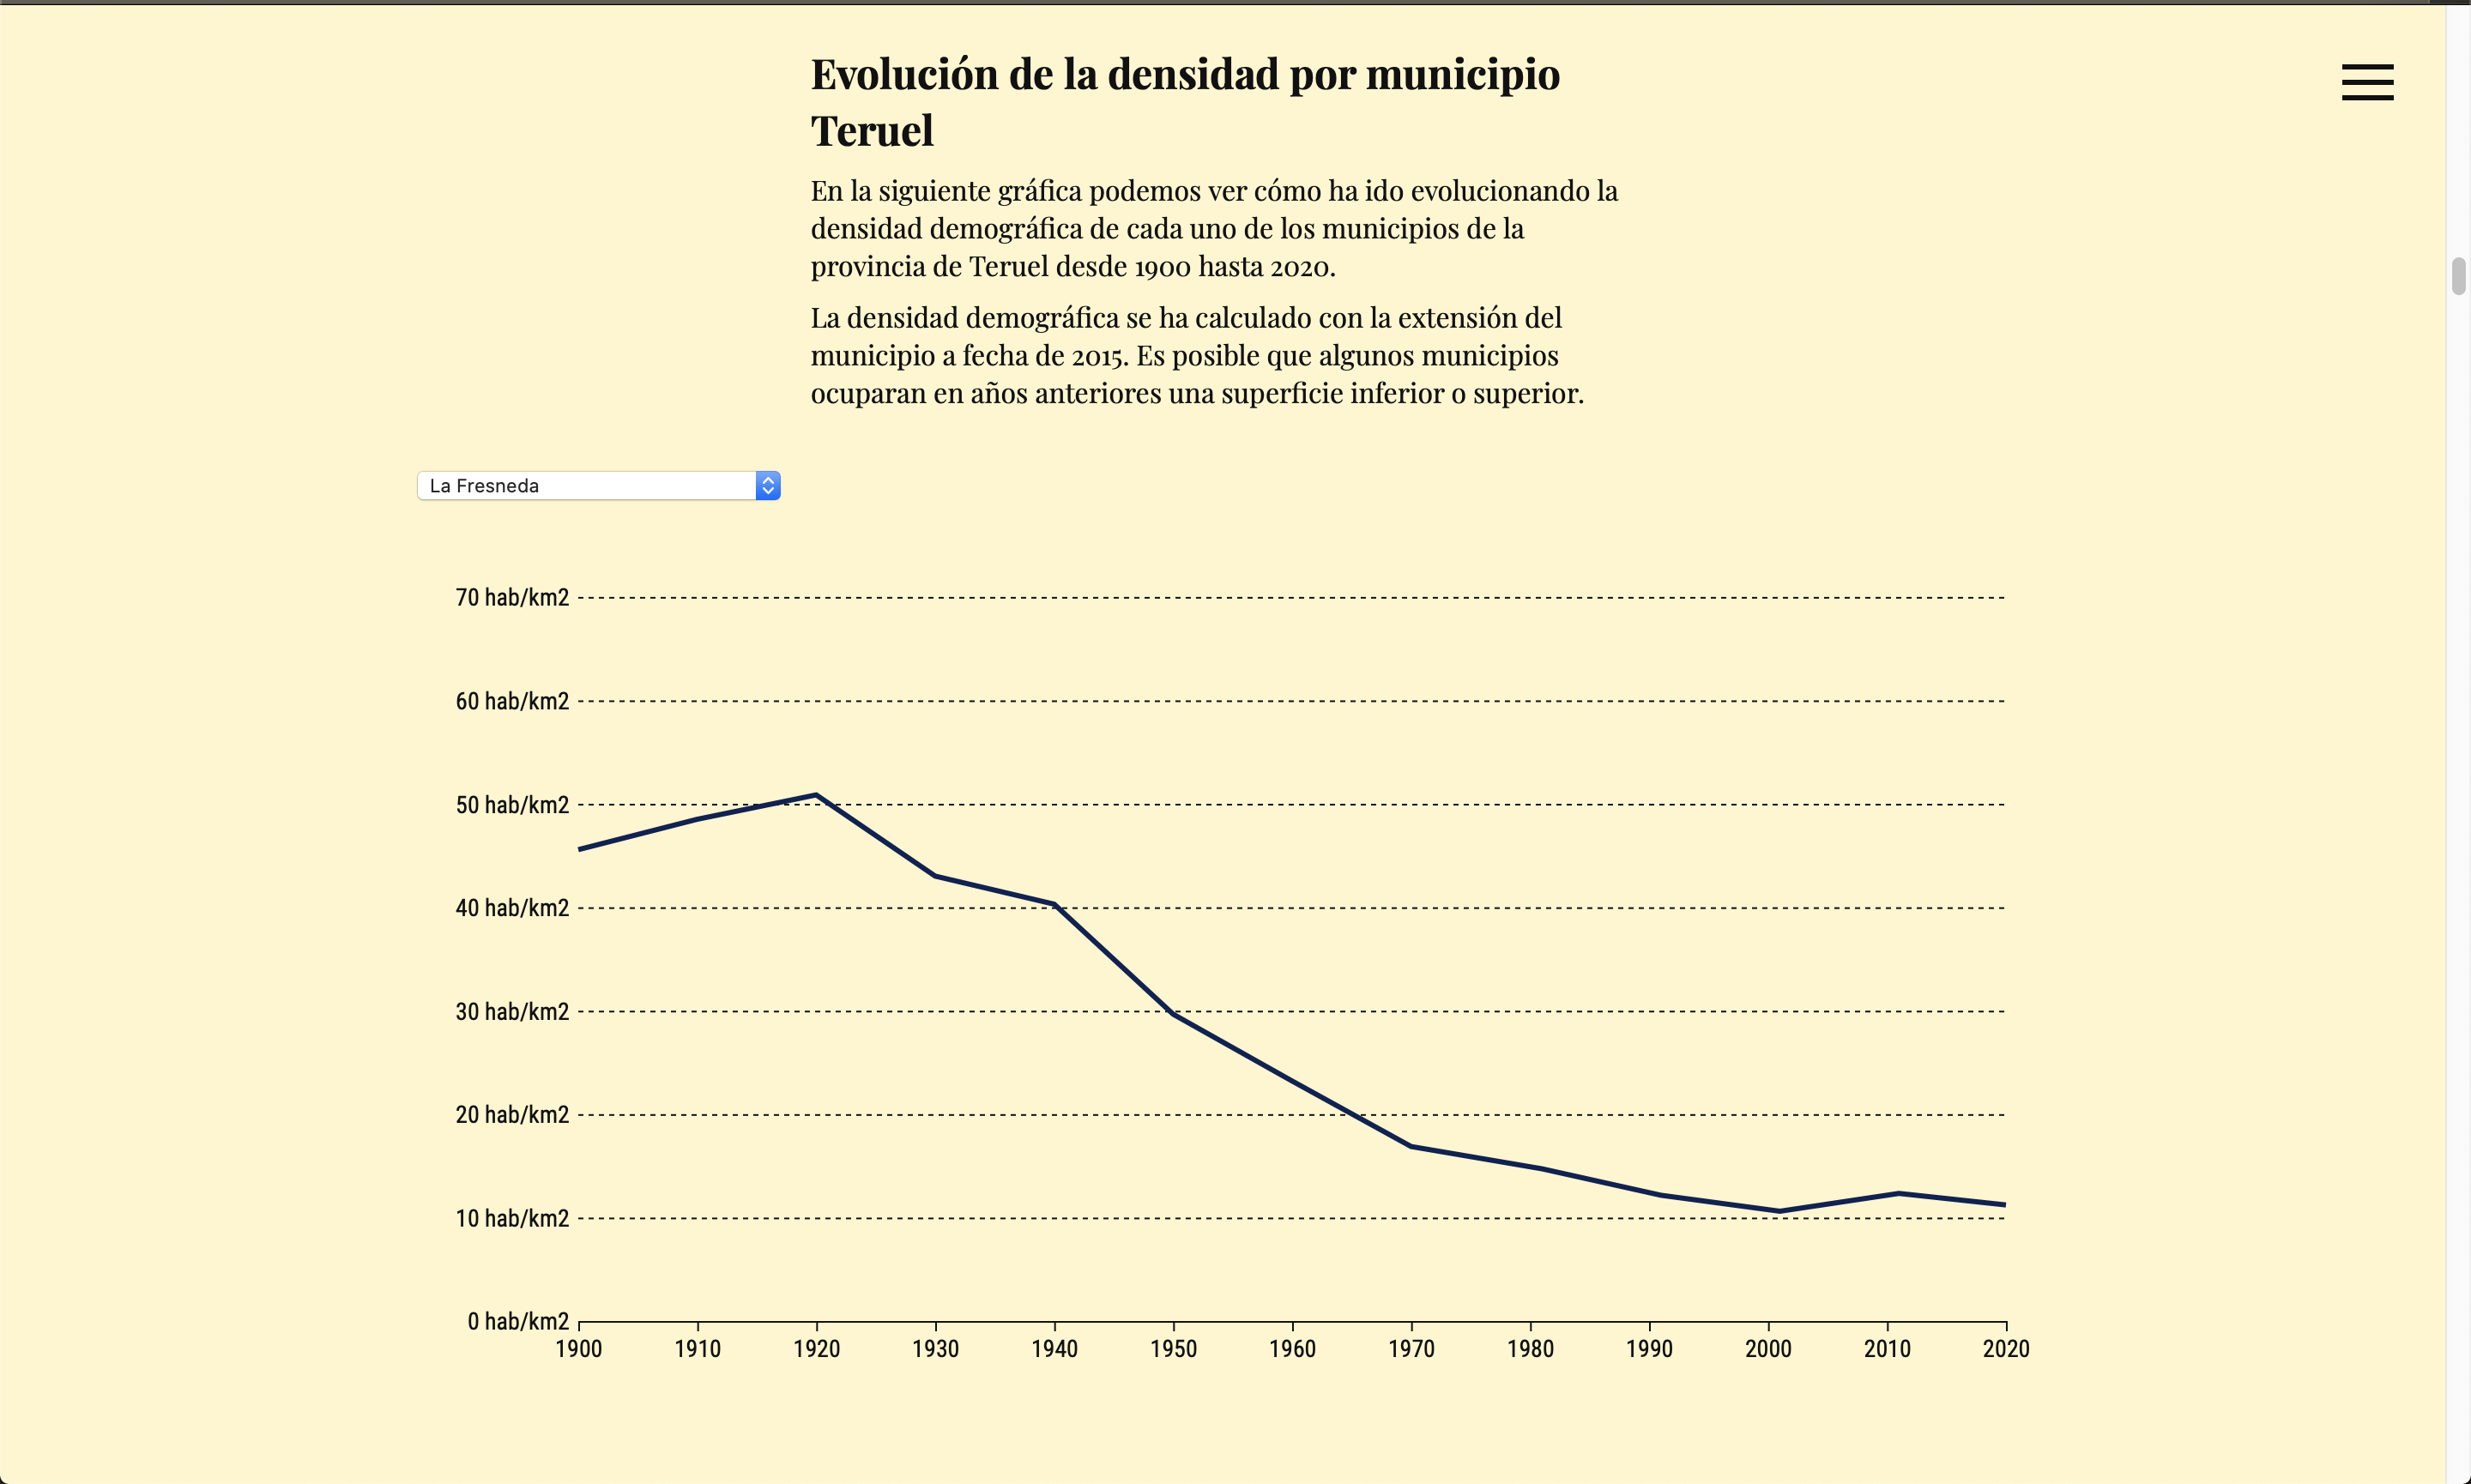 Evolución de la densidad por municipio
Teruel
En la siguiente gráfica podemos ver cómo ha ido evolucionando la
densidad demográfica de cada uno de los municipios de la
provincia de Teruel desde 1900 hasta 2020.
La densidad demográfica se ha calculado con la extensión del
municipio a fecha de 2015. Es posible que algunos municipios
ocuparan en años anteriores una superficie inferior o superior.
La Fresneda
70 hab/km2
60 hab/km2
50 hab/km2
40 hab/km2
30 hab/km2
20 hab/km2
10 hab/km2
0 hab/km2
1900 1910 1920 1930 1940 1950 1960 1970 1980 1990 2000 2010 2020